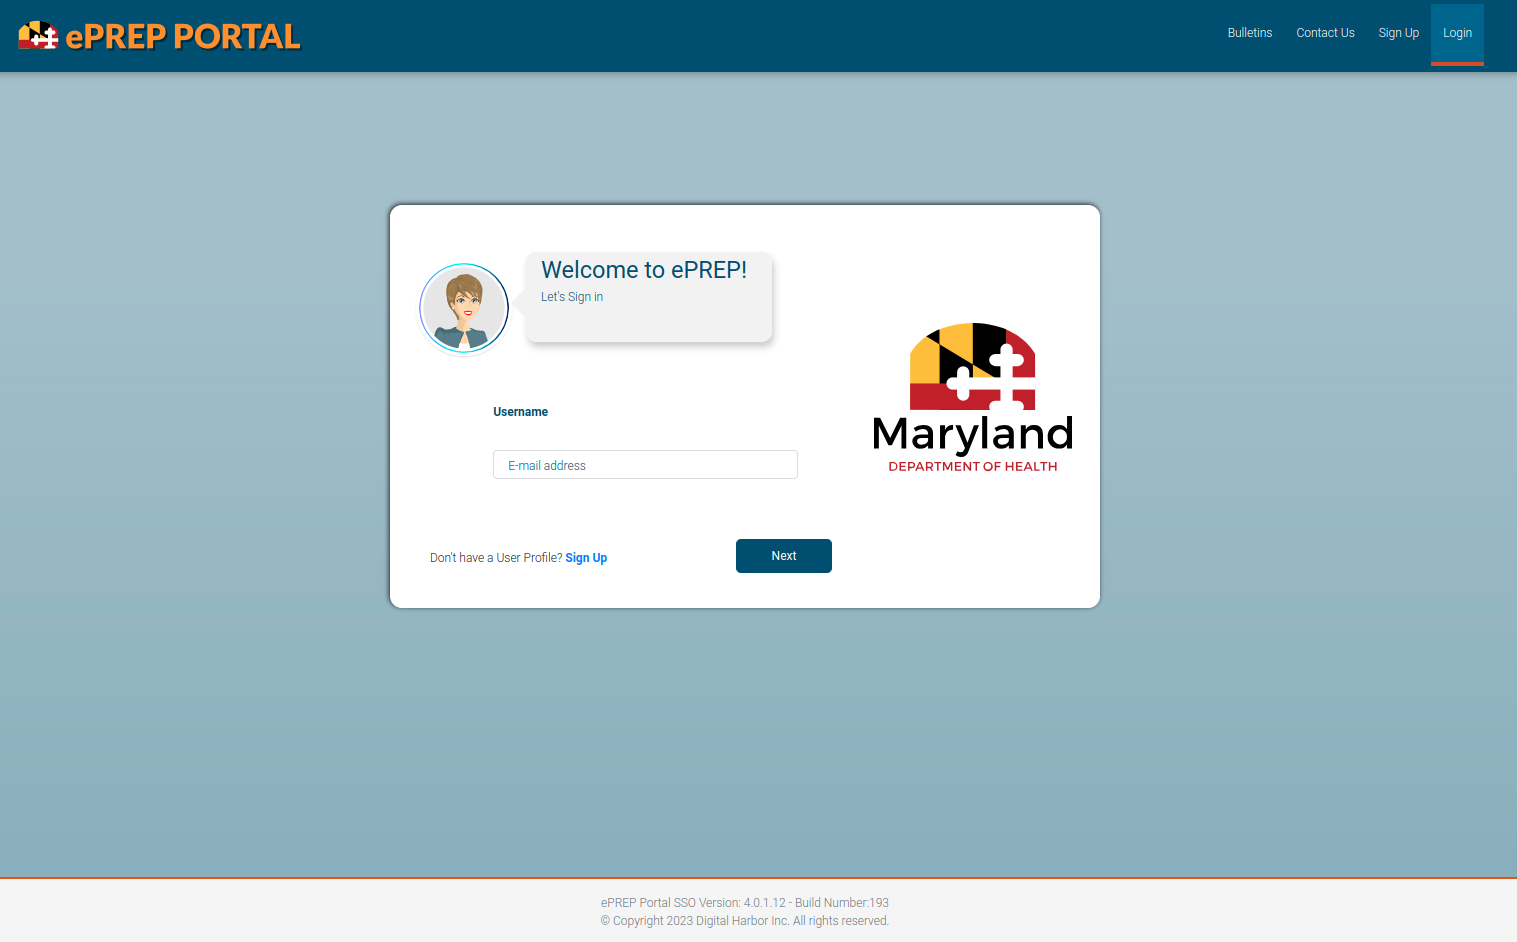 ePREP PORTAL
Bulletins
Contact Us
Sign Up
Login
Welcome to ePREP!
Let's Sign in
Username
E-mail address
Maryland
DEPARTMENT OF HEALTH
Don't have a User Profile? Sign Up
Next
ePREP Portal SSO Version: 4.0.1.12 - Build Number:193
© Copyright 2023 Digital Harbor Inc. All rights reserved.